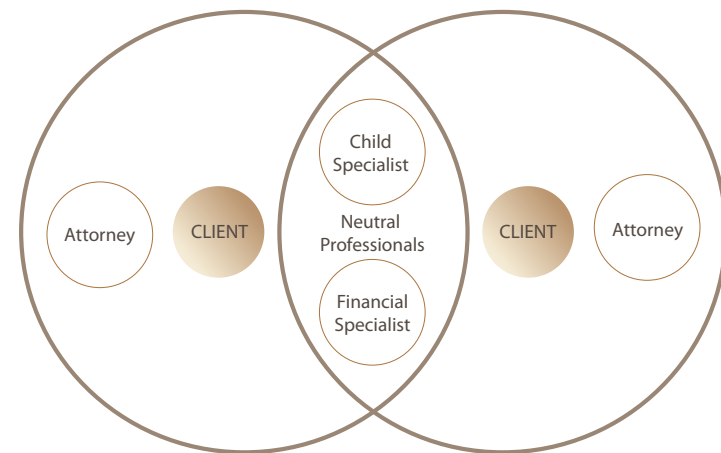 Child
Specialist
Attorney
CLIENT
Neutral
Professionals
CLIENT
Attorney
Financial
Specialist